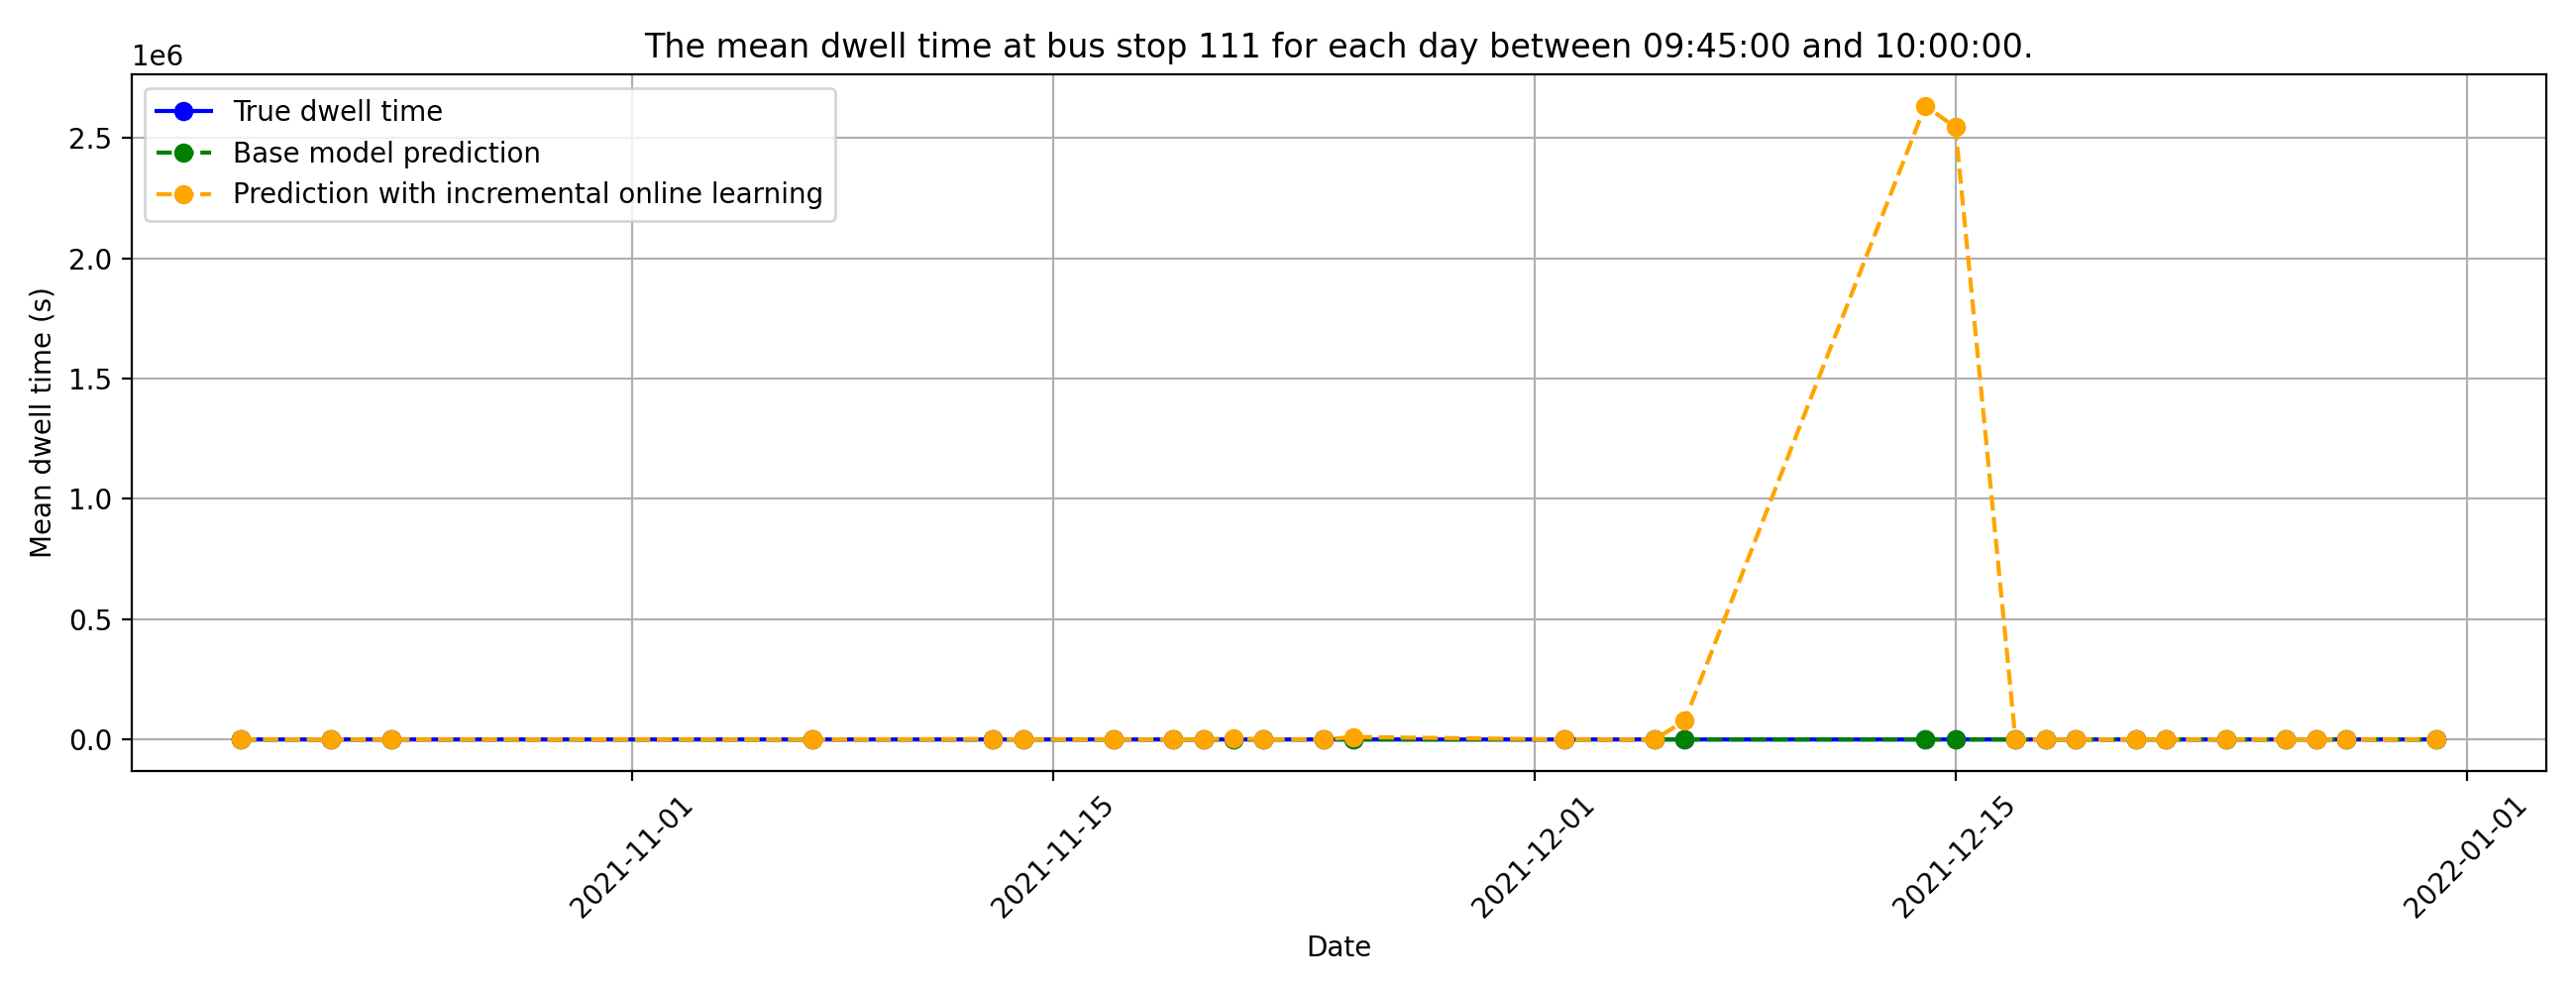 The mean dwell time at bus stop 111 for each day between 09:45:00 and 10:00:00.
1e6
True dwell time
Base model prediction
Prediction with incremental online learning
2.5
2.0
1.5
1.0
0.5
0.0
Mean dwell time (s)
2021-11-01
2021-11-15
2021-12-01
2021-12-15
2022-01-01
Date